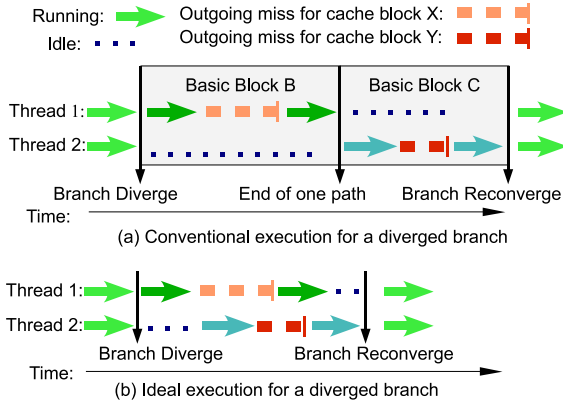 Running:
Outgoing miss for cache block X:
Idle:
Outgoing miss for cache block Y:
Basic Block B
Basic Block C
Thread 1:
Thread 2:
Branch Diverge
End of one path
Branch Reconverge
Time:
(a) Conventional execution for a diverged branch
Thread 1:
Thread 2:
Branch Diverge
Branch Reconverge
Time:
(b) Ideal execution for a diverged branch